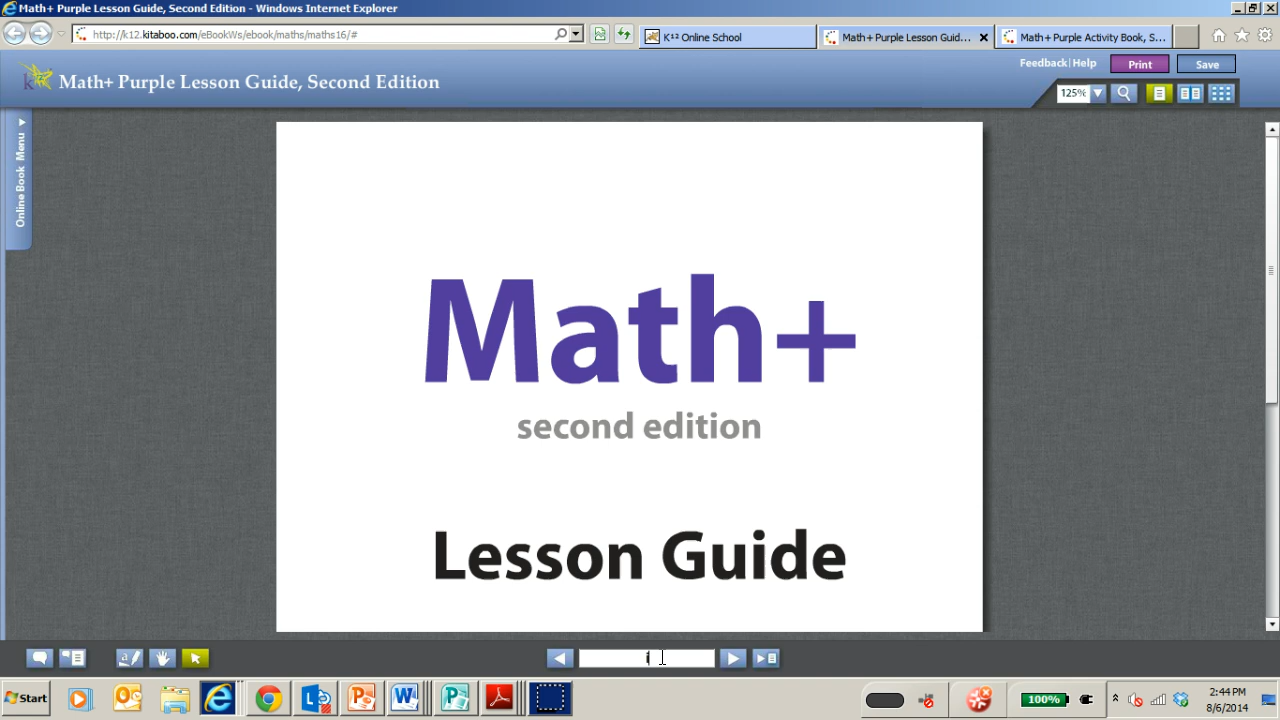 Math+ Purple Lesson Guide, Second Edition - Windows Internet Explorer
http://k12.kitaboo.com/eBookWs/ebook/maths/maths16/#
K¹² Online School
Math+ Purple Lesson Guid...
Math+ Purple Activity Book, S...
Feedback | Help
Print
Save
k12
Math+ Purple Lesson Guide, Second Edition
125%
Online Book Menu
Math+
second edition
Lesson Guide
i
Start
100%
2:44 PM
8/6/2014